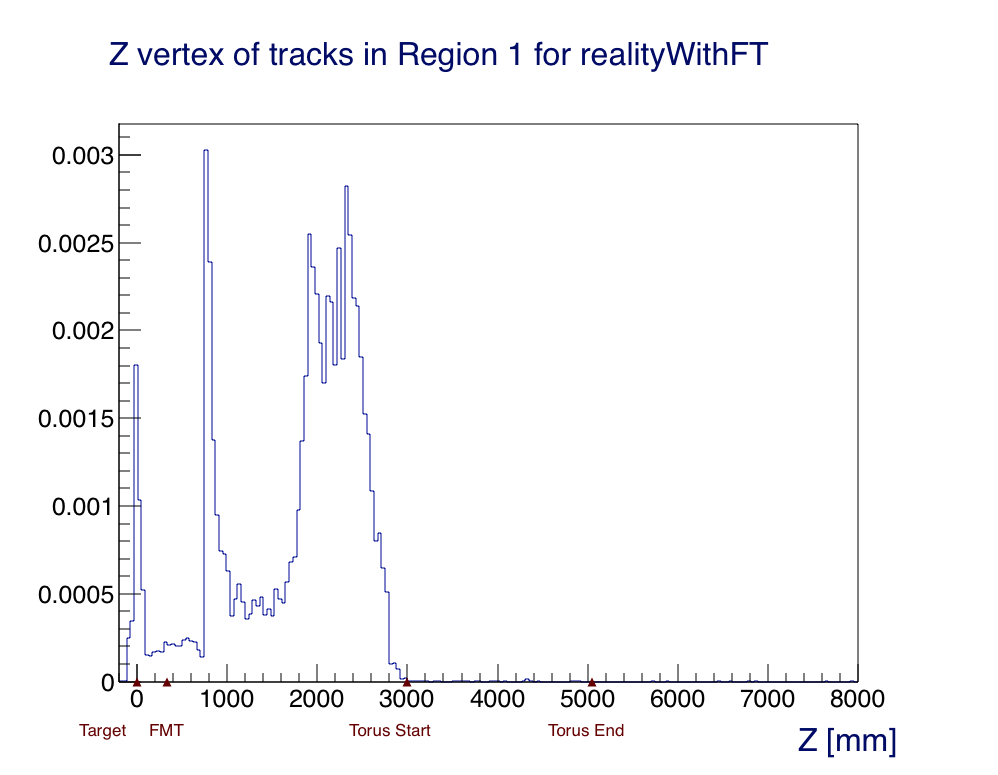 Z vertex of tracks in Region 1 for realityWithFT
0.003
0.0025
0.002
0.0015
0.001
0.0005
0
0 1000 2000 3000 4000 5000 6000 7000 8000
Target FMT Torus Start Torus End
Z [mm]